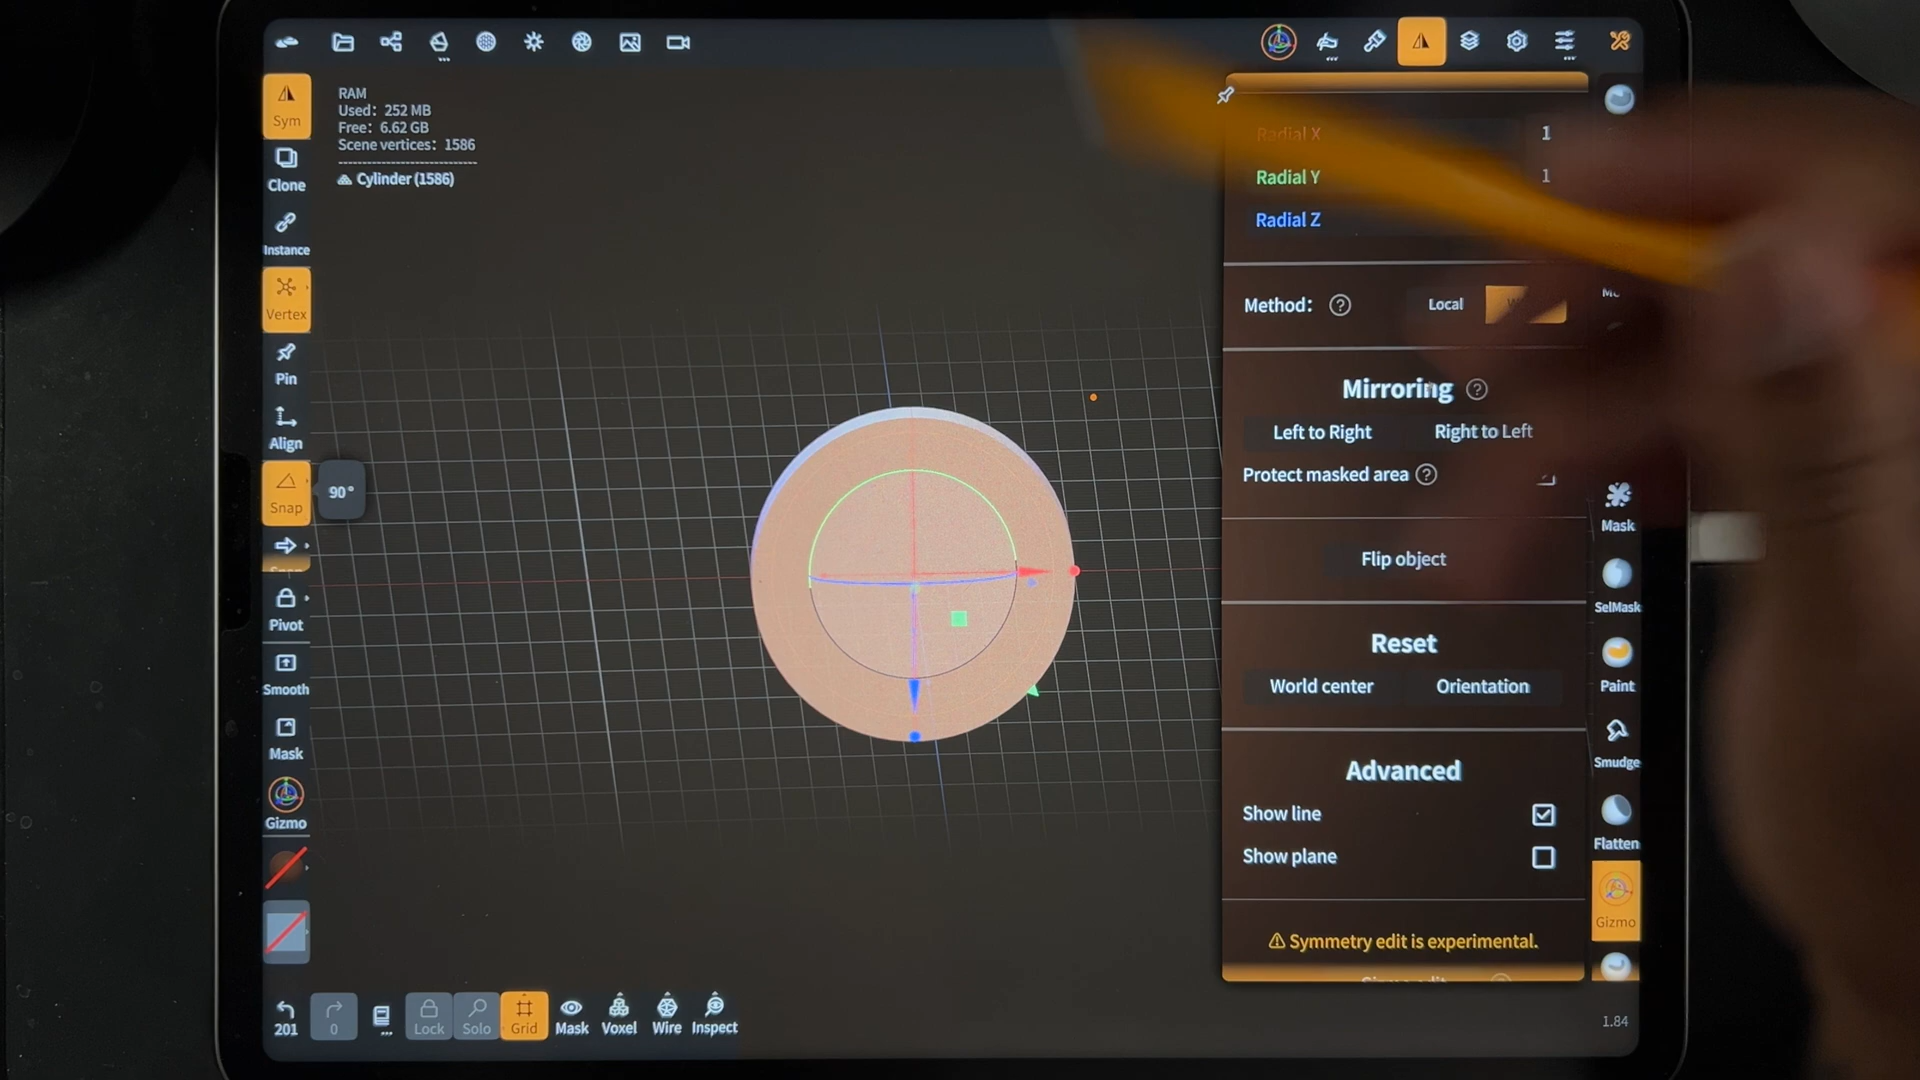 RAM
Used: 252 MB
Free: 6.62 GB
Scene vertices: 1586
Cylinder (1586)
Sym
Clone
Instance
Vertex
Pin
Align
Snap
90°
Pivot
Smooth
Mask
Gizmo
201
0
Lock
Solo
Grid
Mask
Voxel
Wire
Inspect
Radial X 1
Radial Y 1
Radial Z
Method: ? Local
Mirroring ?
Left to Right Right to Left
Protect masked area ?
Flip object
Reset
World center Orientation
Advanced
Show line
Show plane
Symmetry edit is experimental.
Mask
SelMask
Paint
Smudge
Flatten
Gizmo
1.84